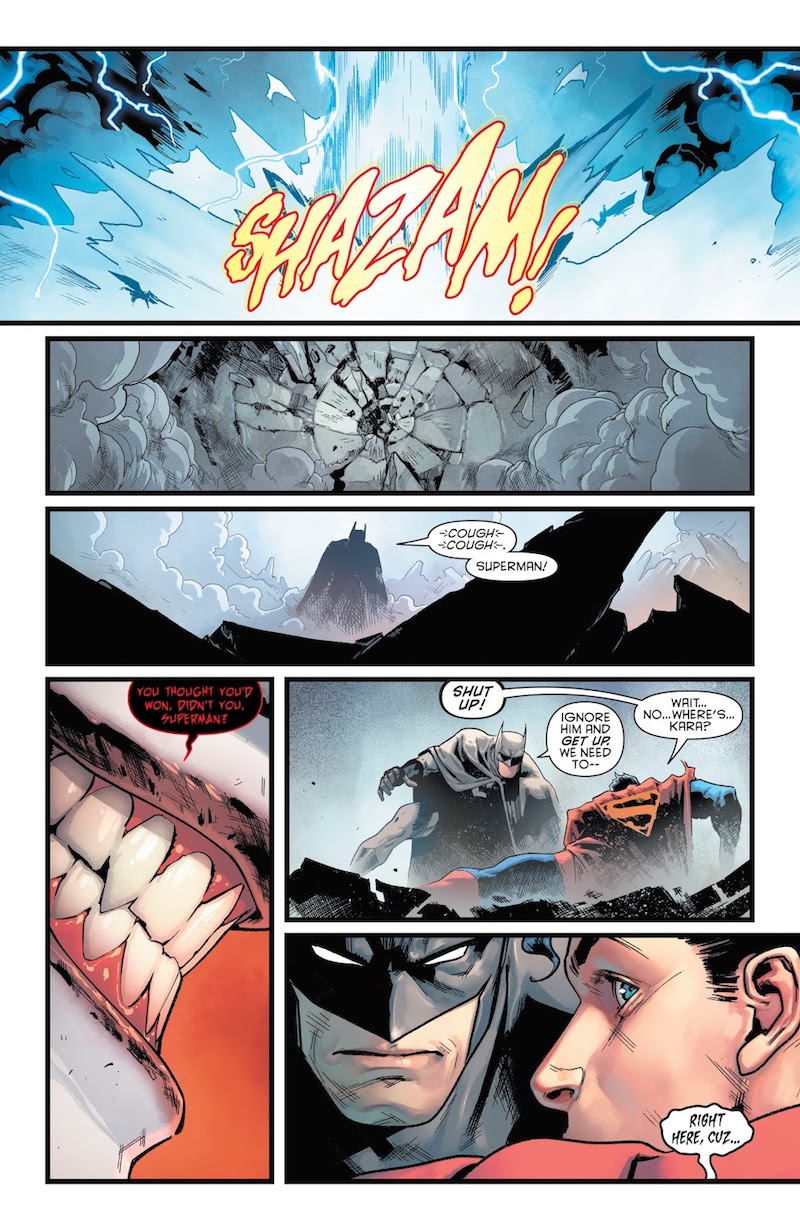 SHAZAM!
COUGH
COUGH.
SUPERMAN!
YOU THOUGHT YOU'D
WON, DIDN'T YOU,
SUPERMAN?
SHUT
UP!
IGNORE
HIM AND
GET UP.
WE NEED
TO--
WAIT...
NO...WHERE'S...
KARA?
RIGHT
HERE, CUZ...